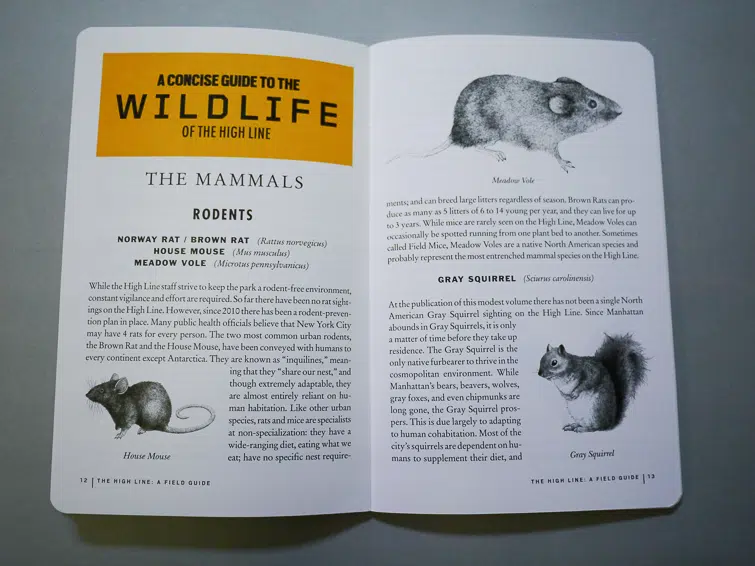 A CONCISE GUIDE TO THE
WILDLIFE
OF THE HIGH LINE
THE MAMMALS
RODENTS
NORWAY RAT / BROWN RAT (Rattus norvegicus)
HOUSE MOUSE (Mus musculus)
MEADOW VOLE (Microtus pennsylvanicus)
While the High Line staff strive to keep the park a rodent-free environment,
constant vigilance and effort are required. So far there have been no rat sight-
ings on the High Line. However, since 2010 there has been a rodent-preven-
tion plan in place. Many public health officials believe that New York City
may have 4 rats for every person. The two most common urban rodents,
the Brown Rat and the House Mouse, have been conveyed with humans to
every continent except Antarctica. They are known as “inquilines,” mean-
ing that they “share our nest,” and
though extremely adaptable, they
are almost entirely reliant on hu-
man habitation. Like other urban
species, rats and mice are specialists
at non-specialization: they have a
wide-ranging diet, eating what we
eat; have no specific nest require-
House Mouse
12 | THE HIGH LINE: A FIELD GUIDE
Meadow Vole
ments; and can breed large litters regardless of season. Brown Rats can pro-
duce as many as 5 litters of 6 to 14 young per year, and they can live for up
to 3 years. While mice are rarely seen on the High Line, Meadow Voles can
occasionally be spotted running from one plant bed to another. Sometimes
called Field Mice, Meadow Voles are a native North American species and
probably represent the most entrenched mammal species on the High Line.
GRAY SQUIRREL (Sciurus carolinensis)
At the publication of this modest volume there has not been a single North
American Gray Squirrel sighting on the High Line. Since Manhattan
abounds in Gray Squirrels, it is only
a matter of time before they take up
residence. The Gray Squirrel is the
only native furbearer to thrive in the
cosmopolitan environment. While
Manhattan's bears, beavers, wolves,
gray foxes, and even chipmunks are
long gone, the Gray Squirrel pros-
pers. This is due largely to adapting
to human cohabitation. Most of the
city's squirrels are dependent on hu-
mans to supplement their diet, and
Gray Squirrel
THE HIGH LINE: A FIELD GUIDE | 13